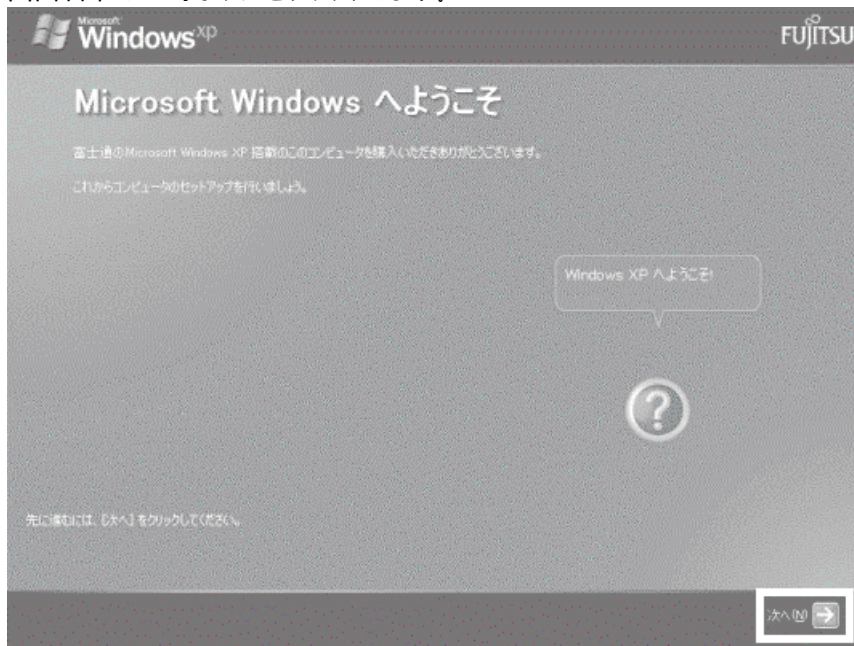 Microsoft
Windows xp
FUJITSU
Microsoft Windows へようこそ
富士通のMicrosoft Windows XP 搭載のこのコンピュータを購入いただきありがとうございます。
これからコンピュータのセットアップを行いましょう。
Windows XP へようこそ!
?
先に進むには、[次へ] をクリックしてください。
次へ(N)